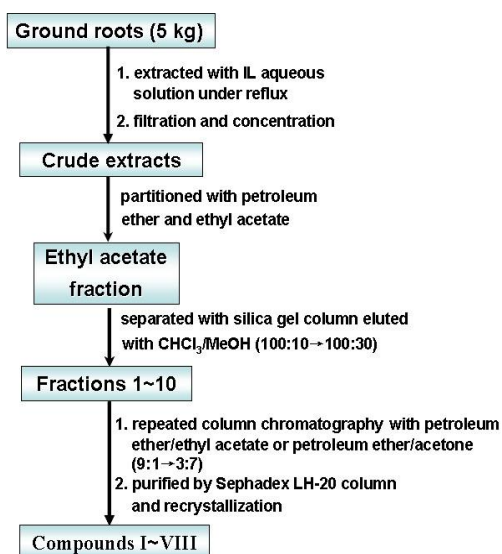 Ground roots (5 kg)
1. extracted with IL aqueous
solution under reflux
2. filtration and concentration
Crude extracts
partitioned with petroleum
ether and ethyl acetate
Ethyl acetate
fraction
separated with silica gel column eluted
with CHCl₃/MeOH (100:10→100:30)
Fractions 1~10
1. repeated column chromatography with petroleum
ether/ethyl acetate or petroleum ether/acetone
(9:1→3:7)
2. purified by Sephadex LH-20 column
and recrystallization
Compounds I~VIII